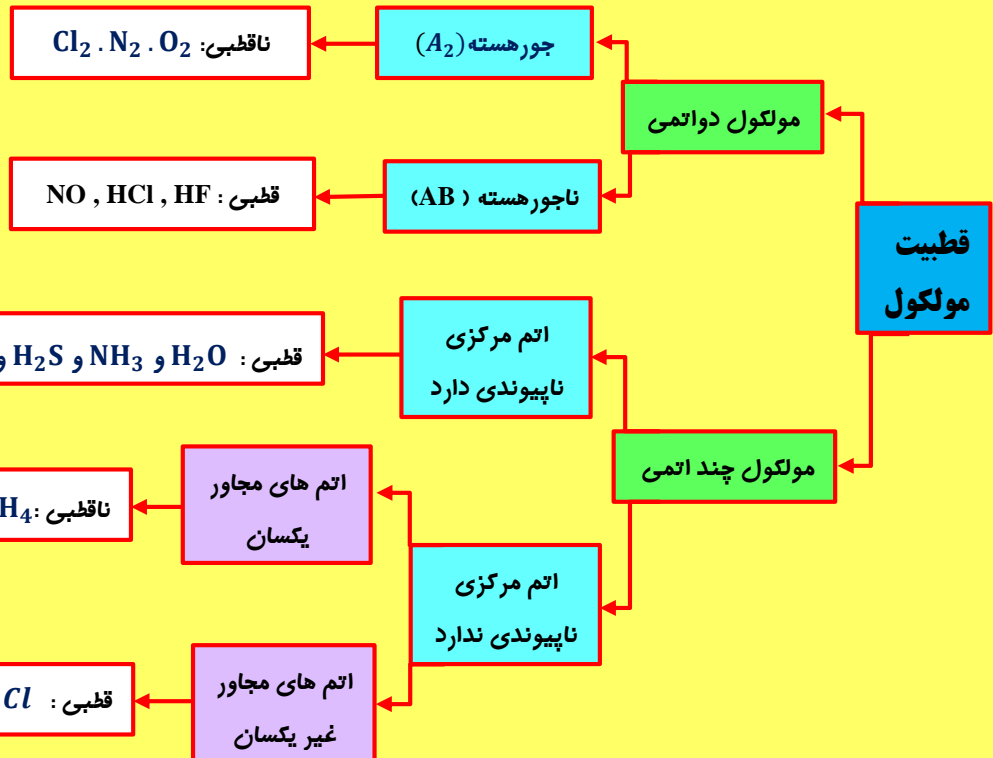 قطبیت
مولکول
مولکول دواتمی
جورهسته (A₂)
ناقطبی: Cl₂ . N₂ . O₂
ناجورهسته (AB)
قطبی : NO , HCl , HF
مولکول چند اتمی
اتم مرکزی
ناپیوندی دارد
قطبی : H₂O و NH₃ و H₂S و
اتم مرکزی
ناپیوندی ندارد
اتم های مجاور
یکسان
ناقطبی: H₄
اتم های مجاور
غیر یکسان
قطبی : Cl